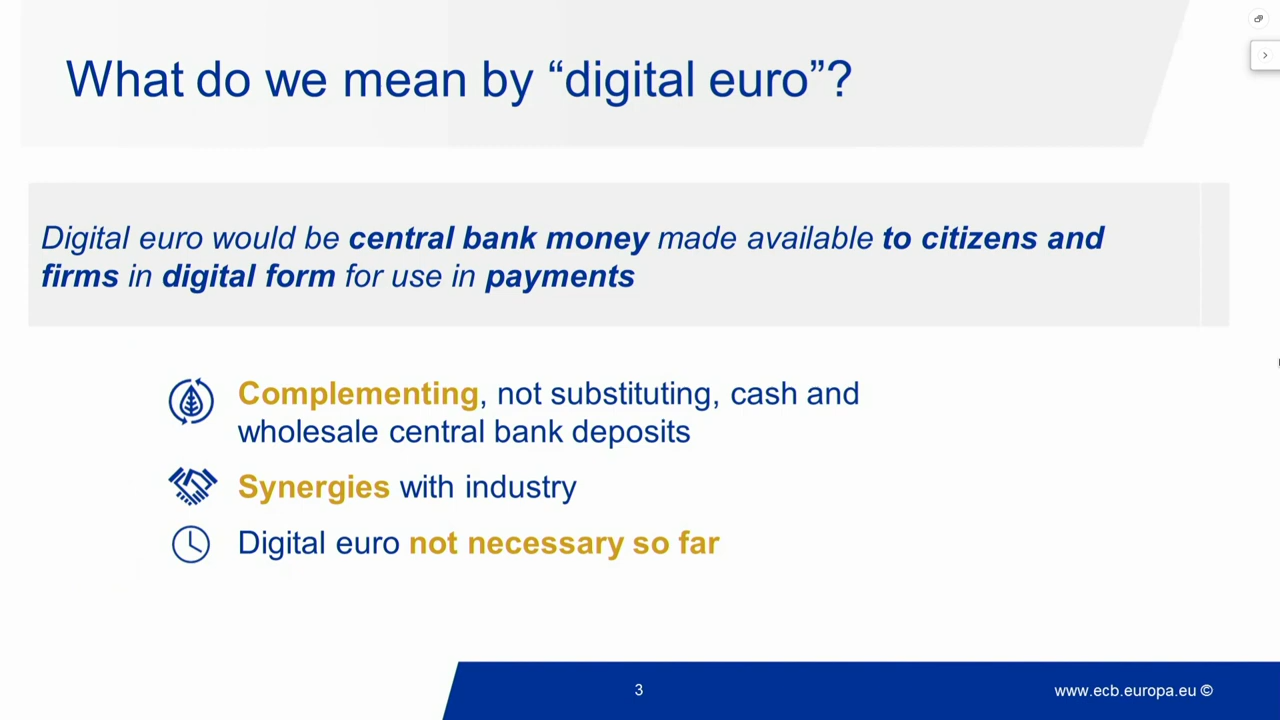 What do we mean by “digital euro”?
Digital euro would be central bank money made available to citizens and
firms in digital form for use in payments
Complementing, not substituting, cash and
wholesale central bank deposits
Synergies with industry
Digital euro not necessary so far
3
www.ecb.europa.eu ©